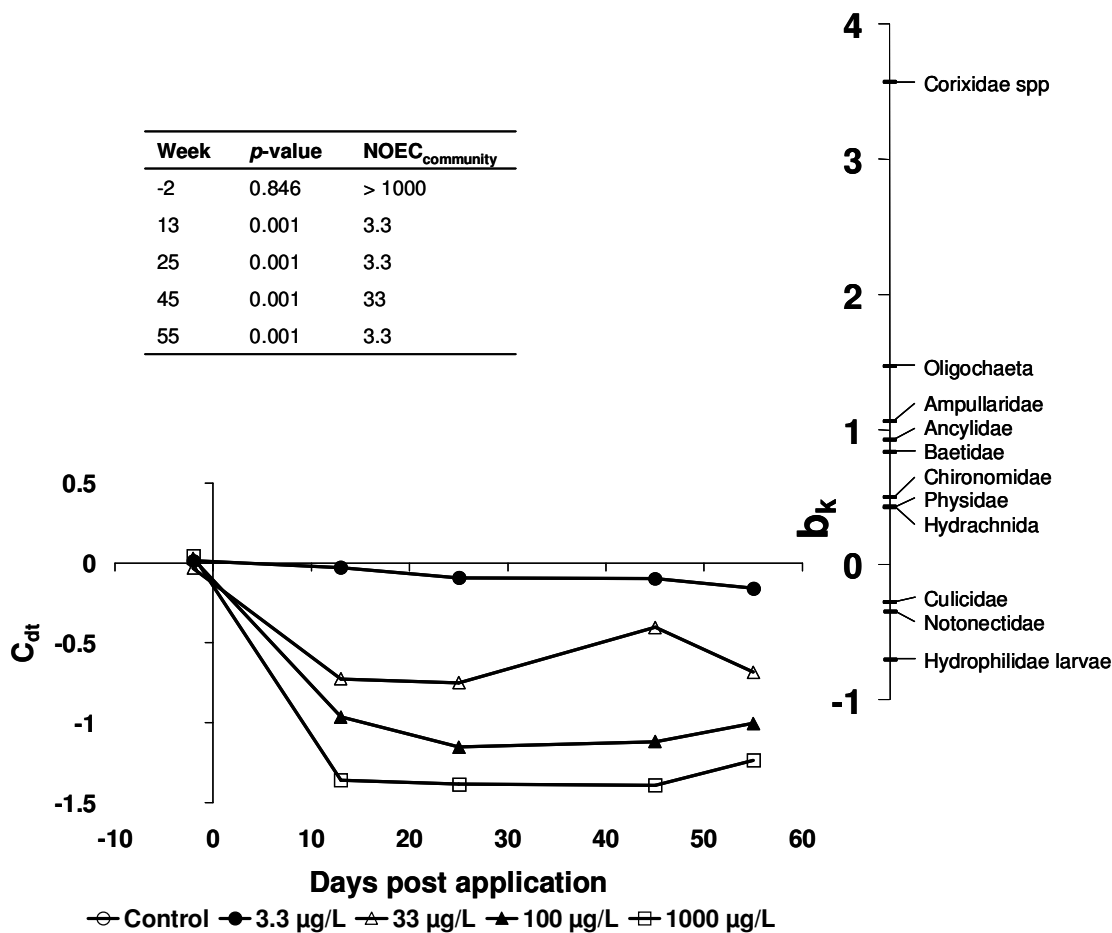 4
Corixidae spp
3
2
Oligochaeta
Ampullaridae
1
Ancylidae
Baetidae
Chironomidae
Physidae
Hydrachnida
bk
0
Culicidae
Notonectidae
Hydrophilidae larvae
-1
Week p-value NOECcommunity
-2 0.846 > 1000
13 0.001 3.3
25 0.001 3.3
45 0.001 33
55 0.001 3.3
0.5
0
-0.5
-1
-1.5
Cdt
-10 0 10 20 30 40 50 60
Days post application
Control 3.3 µg/L 33 µg/L 100 µg/L 1000 µg/L